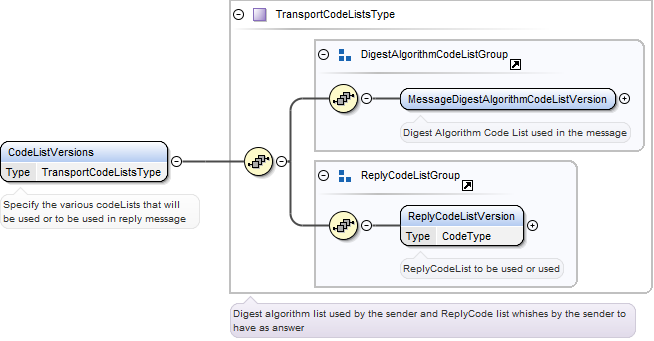 TransportCodeListsType
DigestAlgorithmCodeListGroup
MessageDigestAlgorithmCodeListVersion
Digest Algorithm Code List used in the message
CodeListVersions
Type TransportCodeListsType
Specify the various codeLists that will
be used or to be used in reply message
ReplyCodeListGroup
ReplyCodeListVersion
Type CodeType
ReplyCodeList to be used or used
Digest algorithm list used by the sender and ReplyCode list whishes by the sender to
have as answer